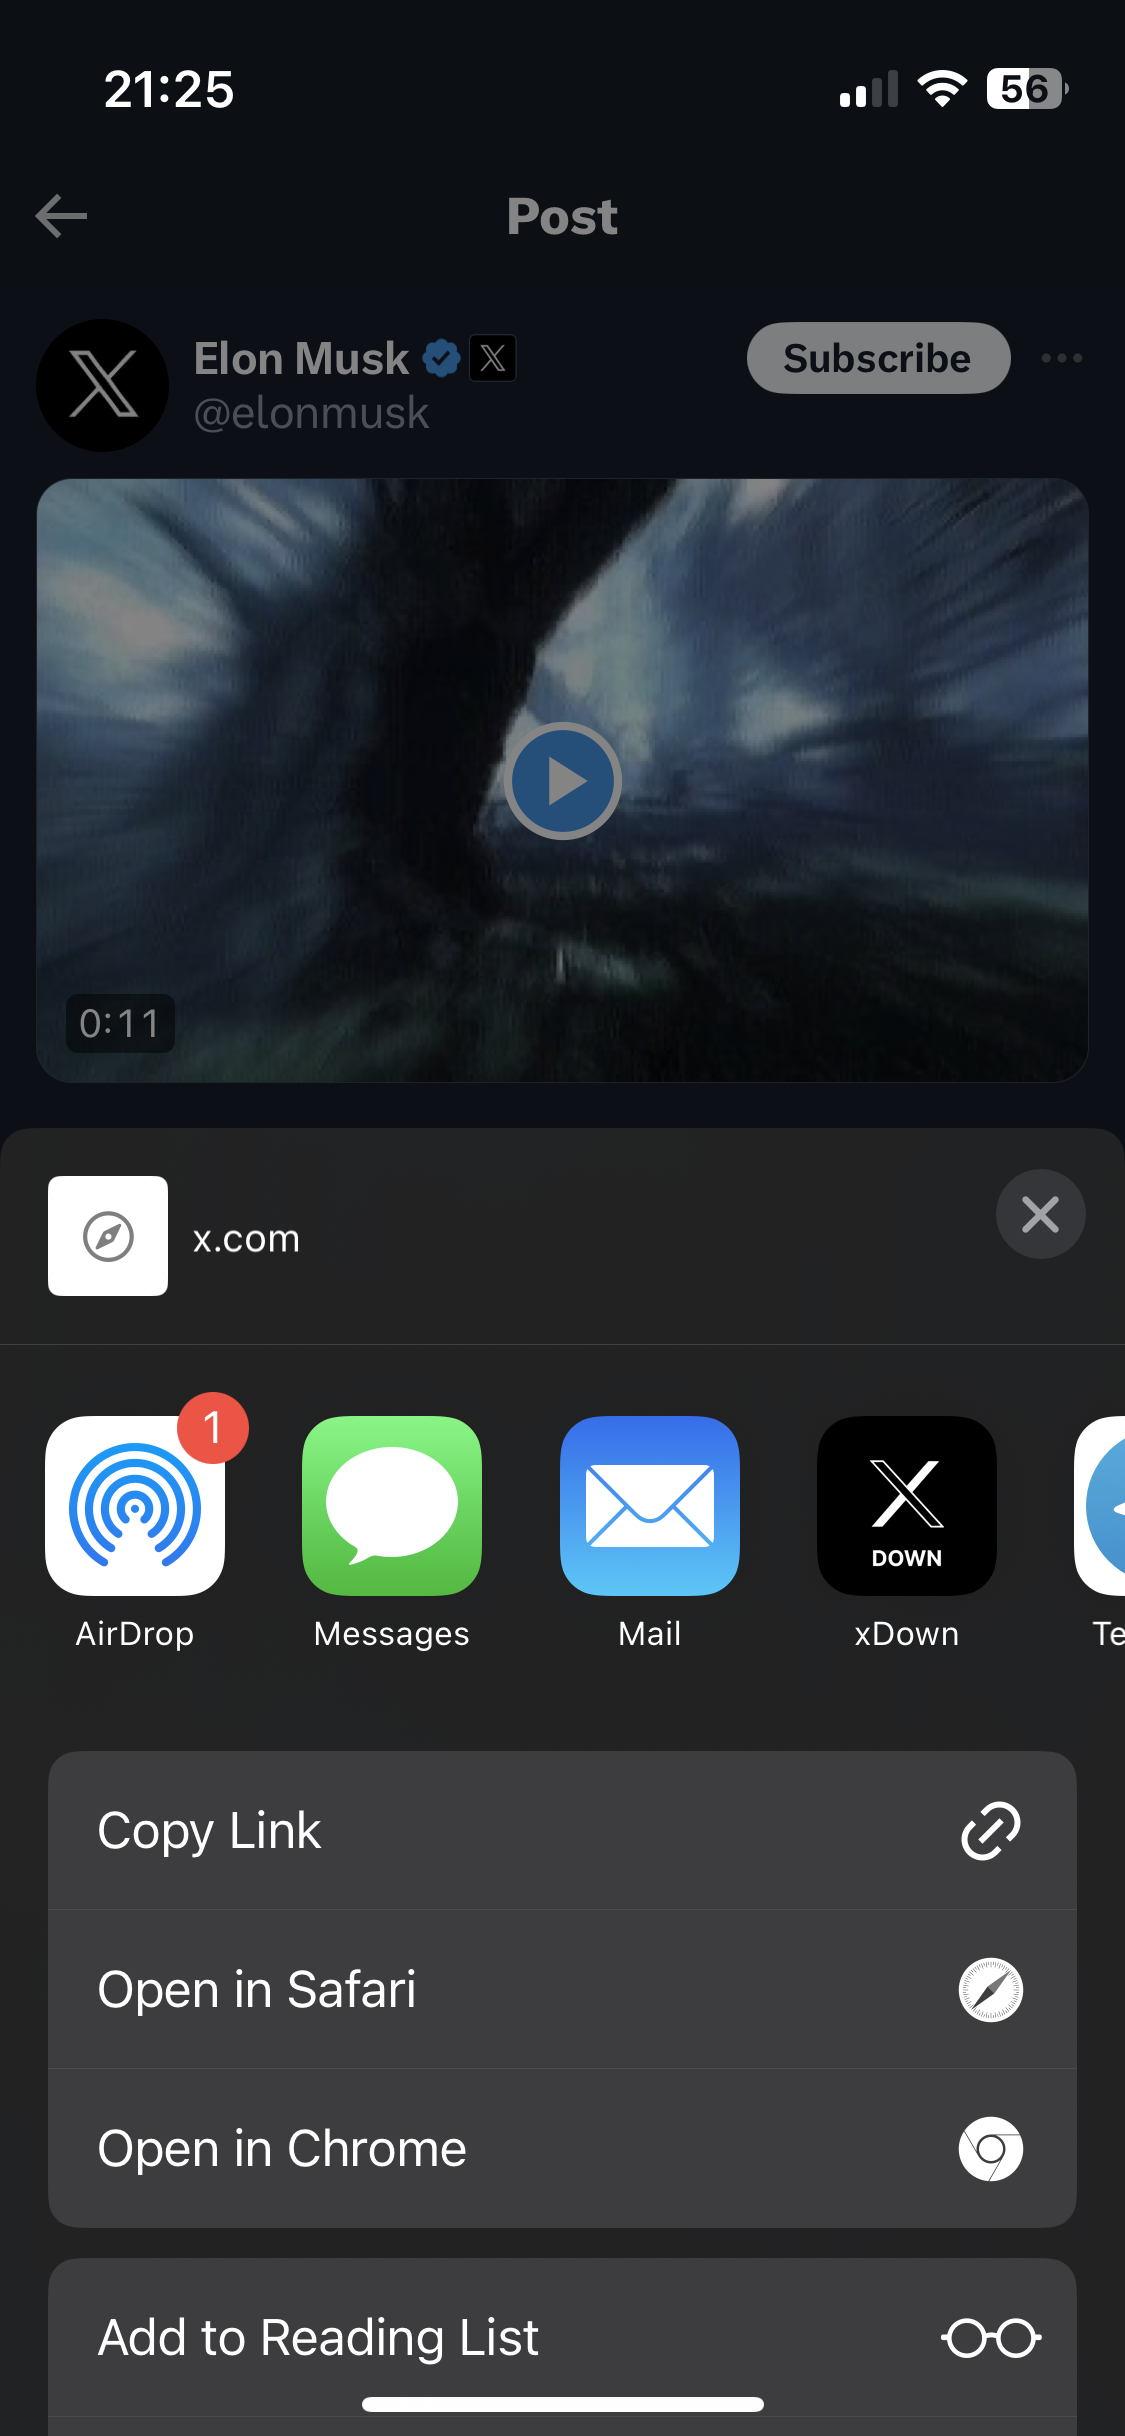 21:25
56
Post
Elon Musk
Subscribe
@elonmusk
0:11
x.com
1
DOWN
AirDrop
Messages
Mail
xDown
Te
Copy Link
Open in Safari
Open in Chrome
Add to Reading List